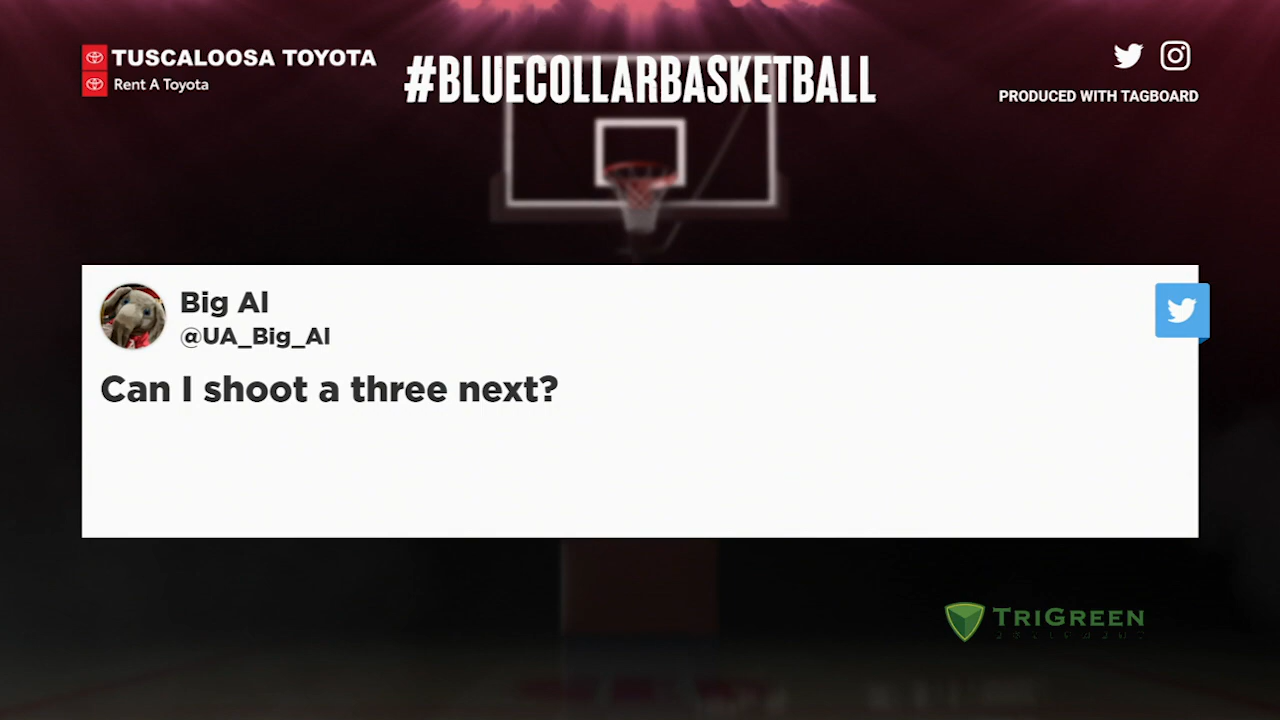 TUSCALOOSA TOYOTA
Rent A Toyota
#BLUECOLLARBASKETBALL
PRODUCED WITH TAGBOARD
Big Al
@UA_Big_Al
Can I shoot a three next?
TRIGREEN